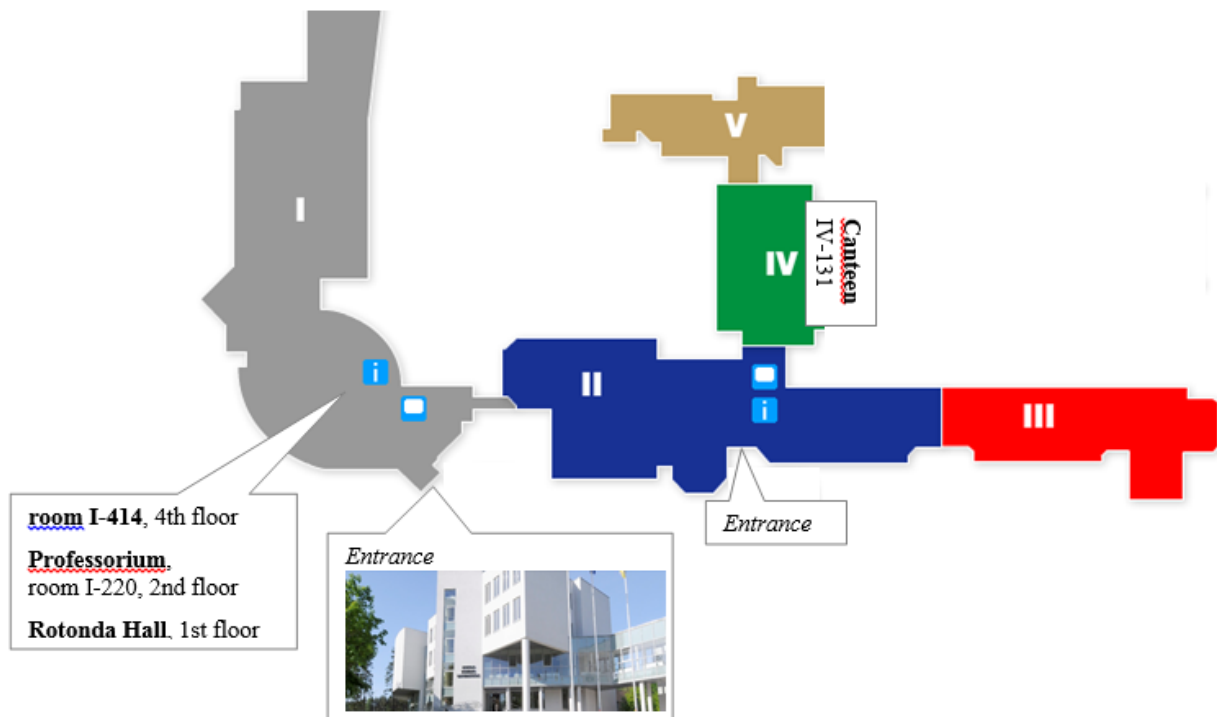 V
I
IV
Canteen
IV-131
i
II
i
III
room I-414, 4th floor
Professorium,
room I-220, 2nd floor
Rotonda Hall, 1st floor
Entrance
Entrance